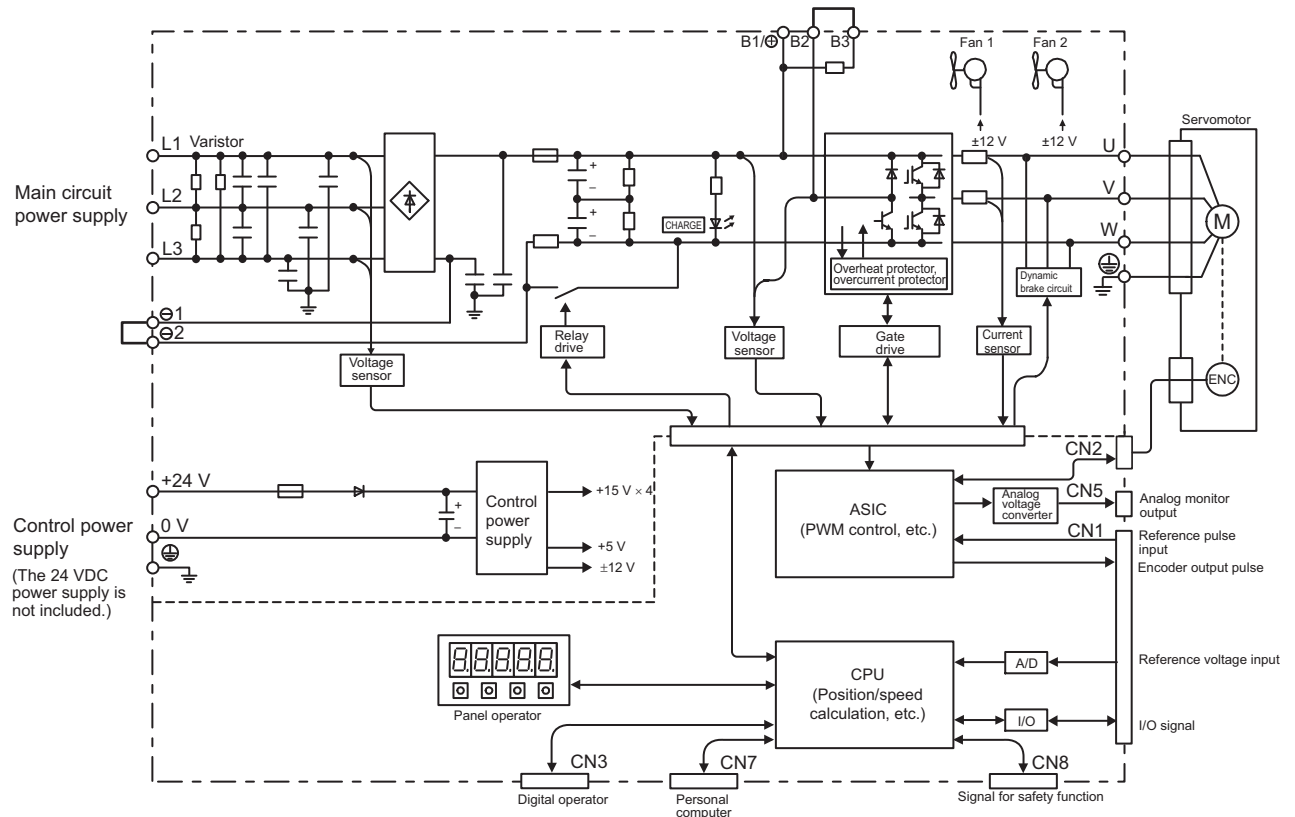 B1/⊕ B2 B3
Fan 1
Fan 2
±12 V
±12 V
Servomotor
Main circuit
power supply
L1
Varistor
L2
L3
⊖1
⊖2
+
–
+
–
CHARGE
Overheat protector,
overcurrent protector
U
V
W
M
ENC
Dynamic
brake circuit
Voltage
sensor
Relay
drive
Voltage
sensor
Gate
drive
Current
sensor
Control power
supply
(The 24 VDC
power supply is
not included.)
+24 V
0 V
+
–
Control
power
supply
+15 V × 4
+5 V
±12 V
ASIC
(PWM control, etc.)
Analog
voltage
converter
CN2
CN5
Analog monitor
output
CN1
Reference pulse
input
Encoder output pulse
8.8.8.8.8.
Panel operator
CPU
(Position/speed
calculation, etc.)
A/D
Reference voltage input
I/O
I/O signal
CN3
Digital operator
CN7
Personal
computer
CN8
Signal for safety function